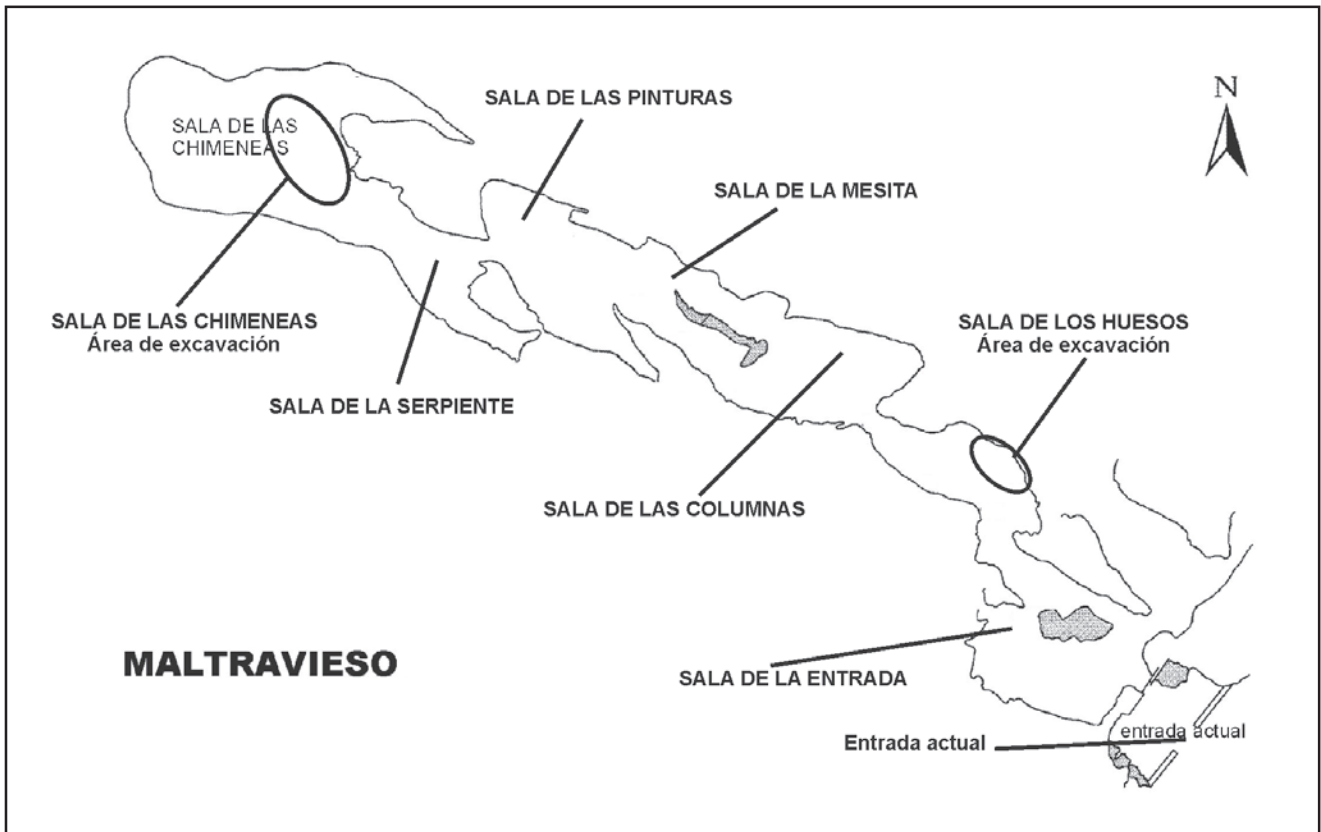 N
SALA DE LAS PINTURAS
SALA DE LAS
CHIMENEAS
SALA DE LA MESITA
SALA DE LAS CHIMENEAS
Área de excavación
SALA DE LOS HUESOS
Área de excavación
SALA DE LA SERPIENTE
SALA DE LAS COLUMNAS
MALTRAVIESO
SALA DE LA ENTRADA
Entrada actual
entrada actual